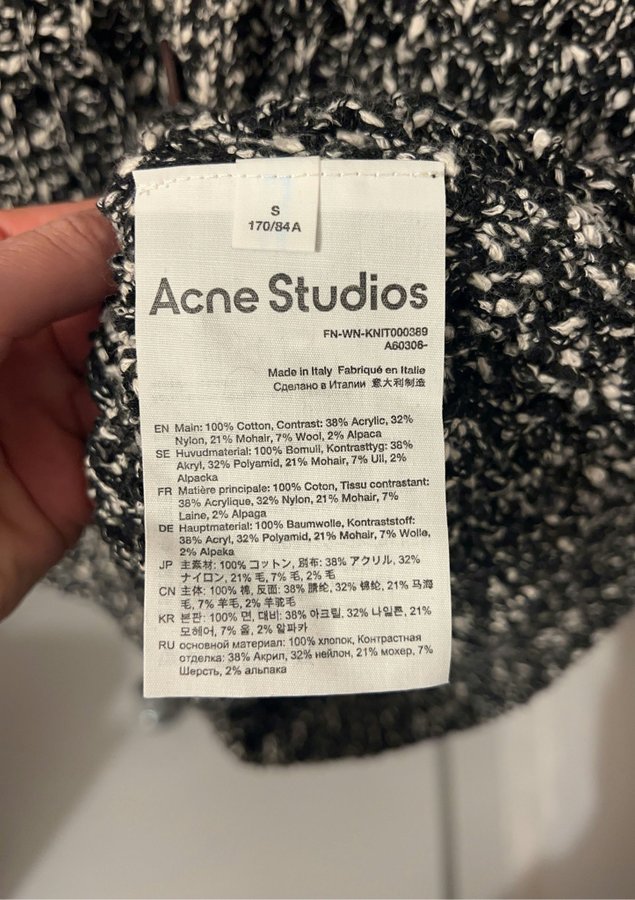 S
170/84A
Acne Studios
FN-WN-KNIT000389
A60306-
Made in Italy Fabriqué en Italie
Сделано в Италии 意大利制造
EN Main: 100% Cotton, Contrast: 38% Acrylic, 32%
Nylon, 21% Mohair, 7% Wool, 2% Alpaca
SE Huvudmaterial: 100% Bomull, Kontrasttyg: 38%
Akryl, 32% Polyamid, 21% Mohair, 7% Ull, 2%
Alpacka
FR Matière principale: 100% Coton, Tissu contrastant:
38% Acrylique, 32% Nylon, 21% Mohair, 7%
Laine, 2% Alpaga
DE Hauptmaterial: 100% Baumwolle, Kontraststoff:
38% Acryl, 32% Polyamid, 21% Mohair, 7% Wolle,
2% Alpaka
JP 主素材: 100% コットン, 別布: 38% アクリル, 32%
ナイロン, 21% 毛, 7% 毛, 2% 毛
CN 主体: 100% 棉, 反面: 38% 腈纶, 32% 锦纶, 21% 马海
毛, 7% 羊毛, 2% 羊驼毛
KR 본판: 100% 면, 대비: 38% 아크릴, 32% 나일론, 21%
모헤어, 7% 울, 2% 알파카
RU основной материал: 100% хлопок, Контрастная
отделка: 38% Акрил, 32% нейлон, 21% мохер, 7%
Шерсть, 2% альпака